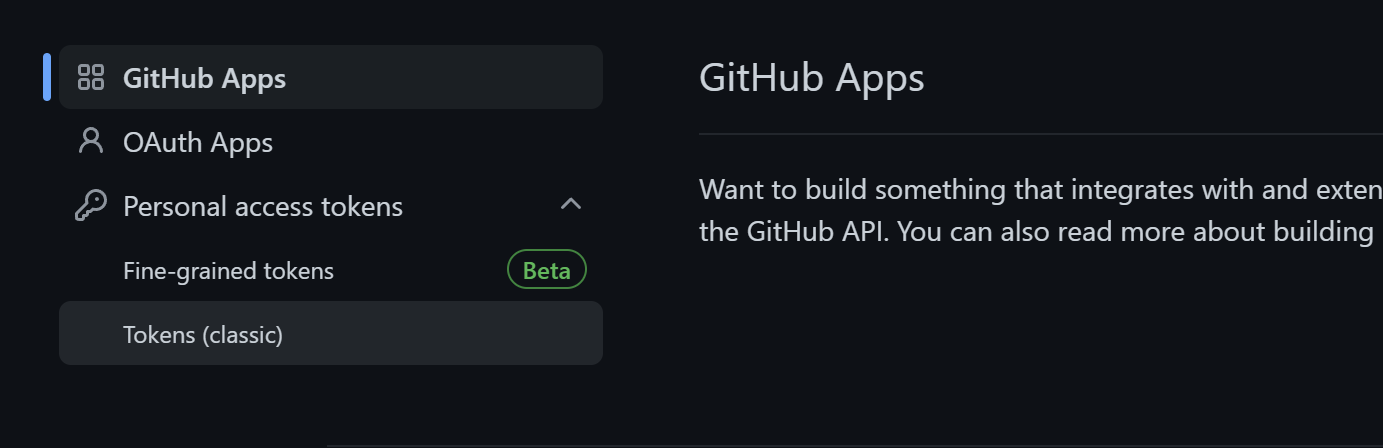 GitHub Apps
OAuth Apps
Personal access tokens
Fine-grained tokens
Beta
Tokens (classic)
GitHub Apps
Want to build something that integrates with and exten
the GitHub API. You can also read more about building